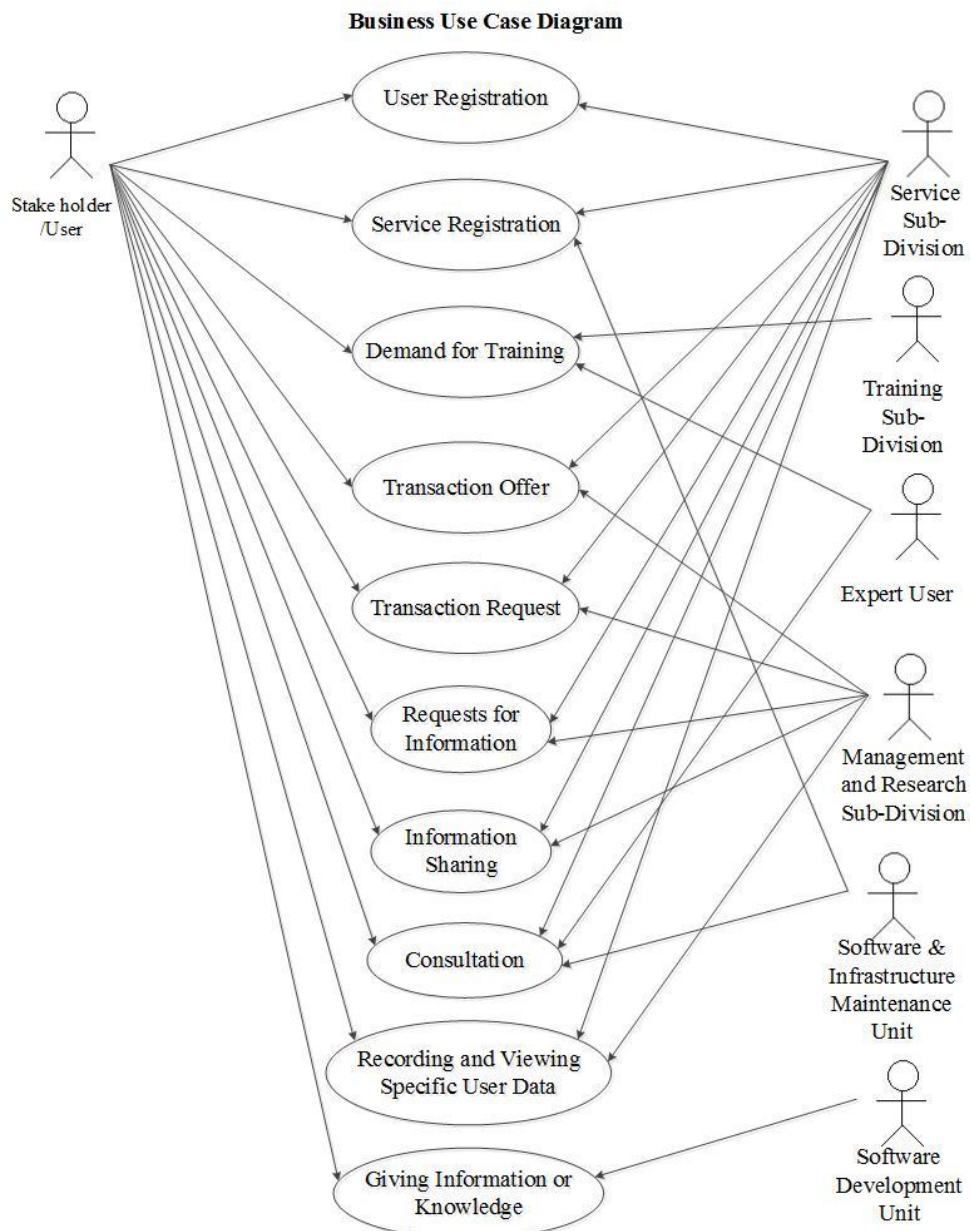 Business Use Case Diagram
Stake holder
/User
User Registration
Service Registration
Demand for Training
Transaction Offer
Transaction Request
Requests for
Information
Information
Sharing
Consultation
Recording and Viewing
Specific User Data
Giving Information or
Knowledge
Service
Sub-
Division
Training
Sub-
Division
Expert User
Management
and Research
Sub-Division
Software &
Infrastructure
Maintenance
Unit
Software
Development
Unit